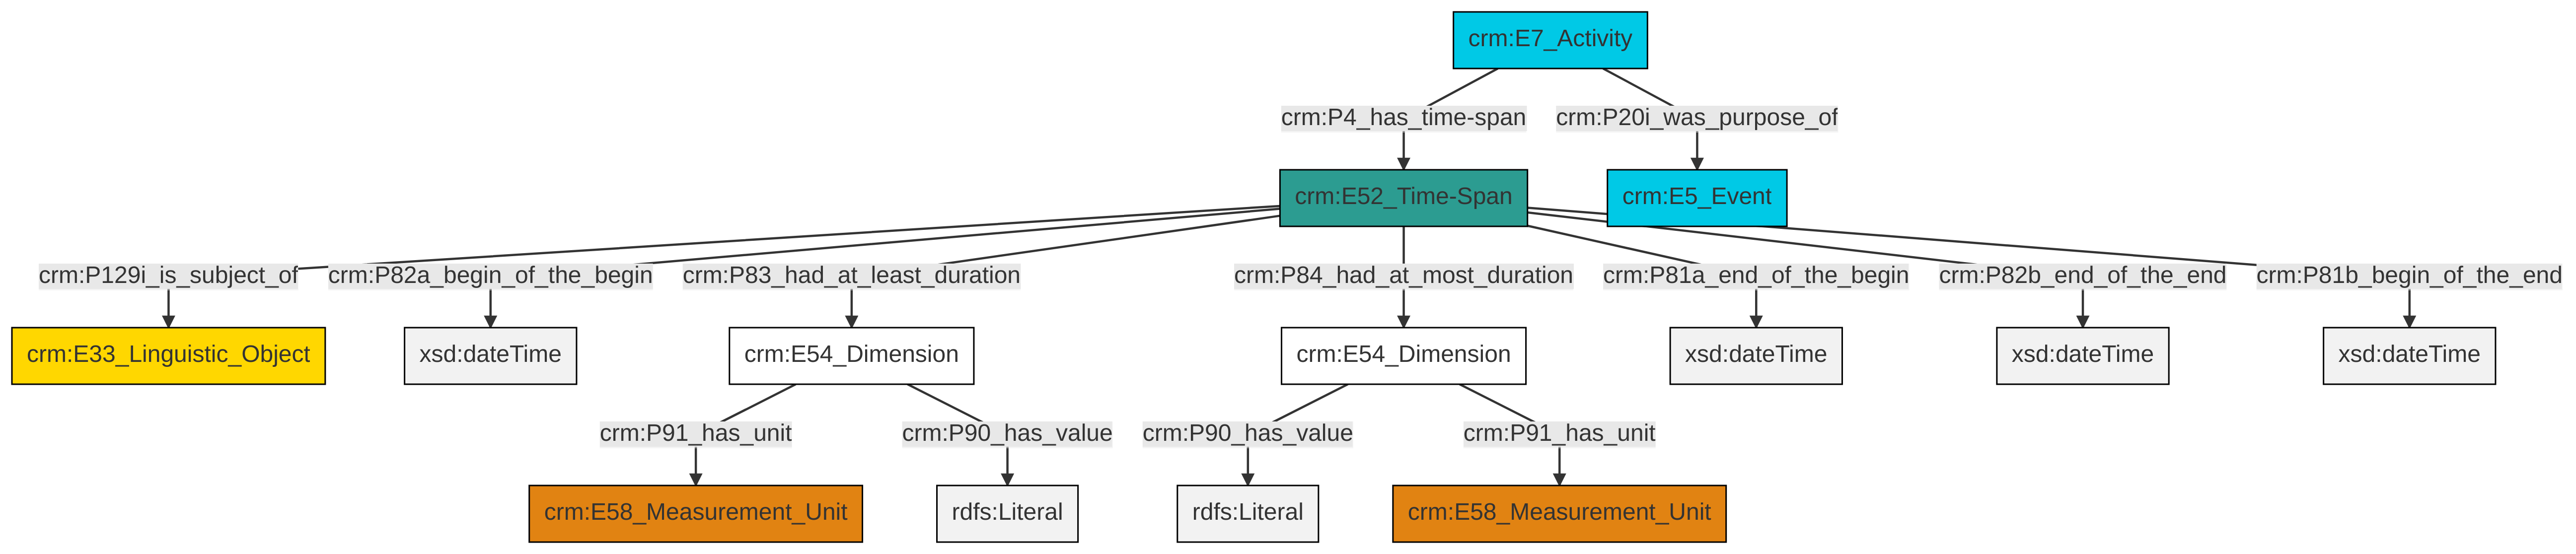 crm:E7_Activity
crm:P4_has_time-span
crm:P20i_was_purpose_of
crm:E52_Time-Span
crm:E5_Event
crm:P129i_is_subject_of
crm:P82a_begin_of_the_begin
crm:P83_had_at_least_duration
crm:P84_had_at_most_duration
crm:P81a_end_of_the_begin
crm:P82b_end_of_the_end
crm:P81b_begin_of_the_end
crm:E33_Linguistic_Object
xsd:dateTime
crm:E54_Dimension
crm:E54_Dimension
xsd:dateTime
xsd:dateTime
xsd:dateTime
crm:P91_has_unit
crm:P90_has_value
crm:P90_has_value
crm:P91_has_unit
crm:E58_Measurement_Unit
rdfs:Literal
rdfs:Literal
crm:E58_Measurement_Unit